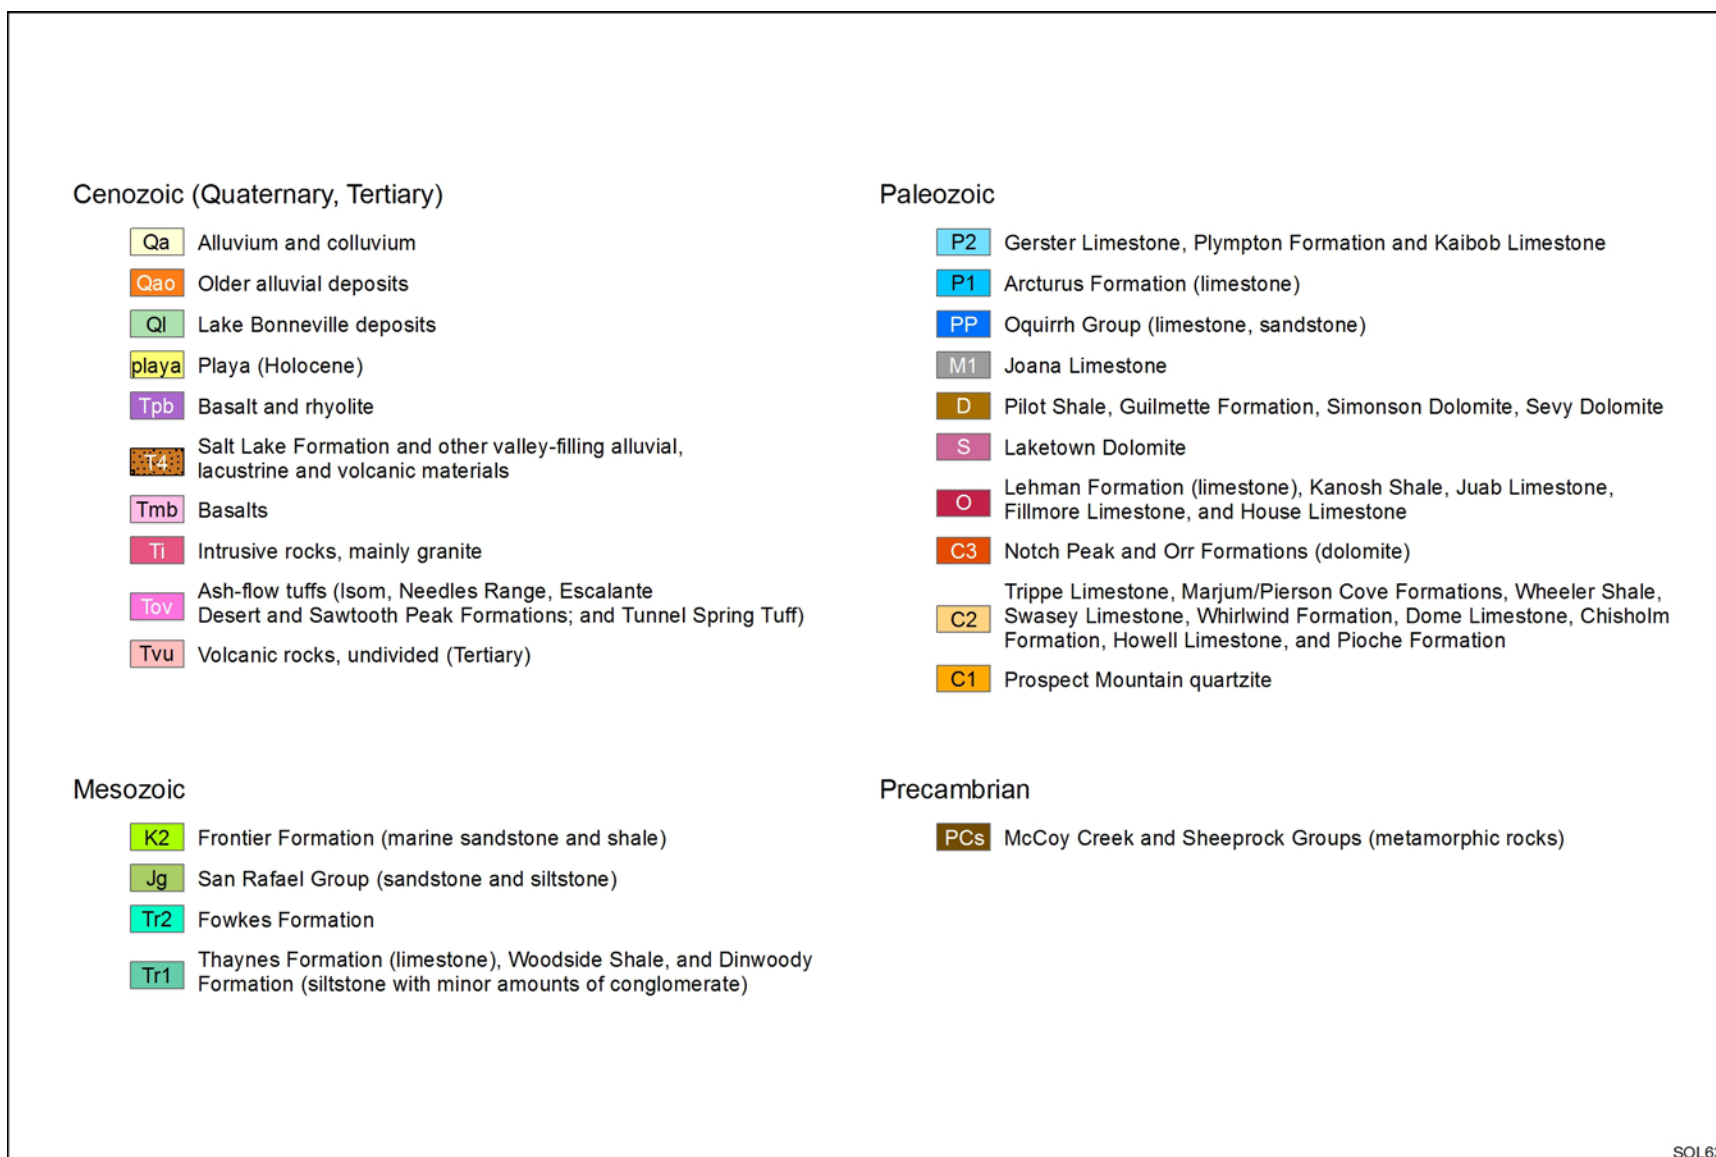 Cenozoic (Quaternary, Tertiary)
Qa Alluvium and colluvium
Qao Older alluvial deposits
Ql Lake Bonneville deposits
playa Playa (Holocene)
Tpb Basalt and rhyolite
T4 Salt Lake Formation and other valley-filling alluvial,
lacustrine and volcanic materials
Tmb Basalts
Ti Intrusive rocks, mainly granite
Tov Ash-flow tuffs (Isom, Needles Range, Escalante
Desert and Sawtooth Peak Formations; and Tunnel Spring Tuff)
Tvu Volcanic rocks, undivided (Tertiary)
Mesozoic
K2 Frontier Formation (marine sandstone and shale)
Jg San Rafael Group (sandstone and siltstone)
Tr2 Fowkes Formation
Tr1 Thaynes Formation (limestone), Woodside Shale, and Dinwoody
Formation (siltstone with minor amounts of conglomerate)
Paleozoic
P2 Gerster Limestone, Plympton Formation and Kaibob Limestone
P1 Arcturus Formation (limestone)
PP Oquirrh Group (limestone, sandstone)
M1 Joana Limestone
D Pilot Shale, Guilmette Formation, Simonson Dolomite, Sevy Dolomite
S Laketown Dolomite
O Lehman Formation (limestone), Kanosh Shale, Juab Limestone,
Fillmore Limestone, and House Limestone
C3 Notch Peak and Orr Formations (dolomite)
C2 Trippe Limestone, Marjum/Pierson Cove Formations, Wheeler Shale,
Swasey Limestone, Whirlwind Formation, Dome Limestone, Chisholm
Formation, Howell Limestone, and Pioche Formation
C1 Prospect Mountain quartzite
Precambrian
PCs McCoy Creek and Sheeprock Groups (metamorphic rocks)